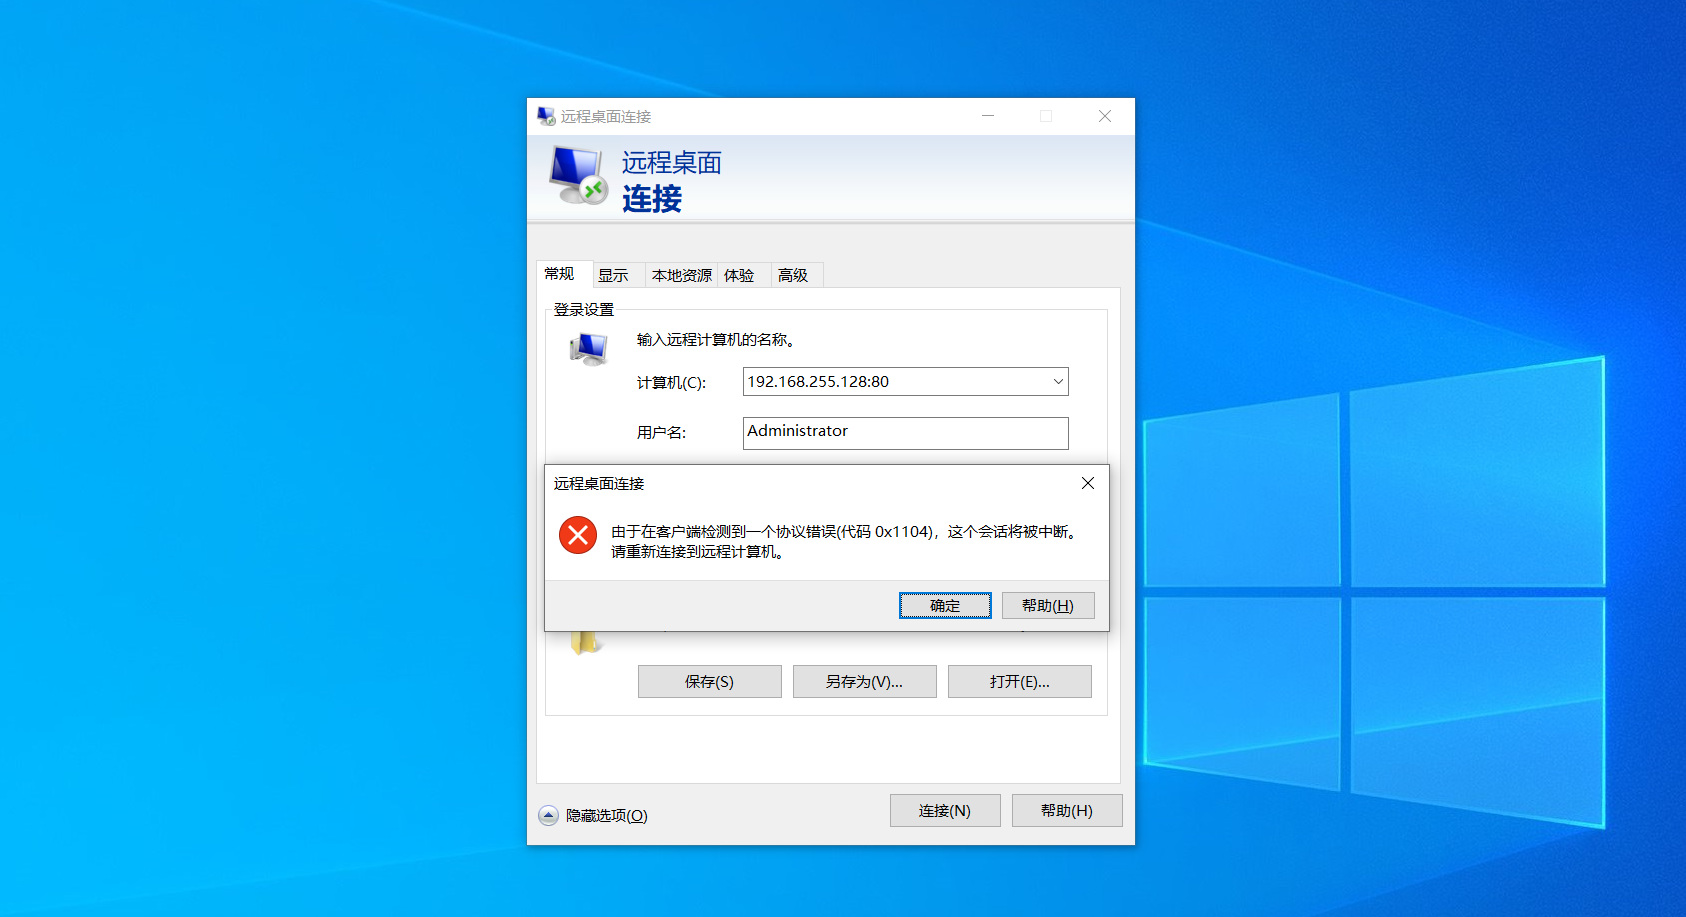 远程桌面连接
远程桌面
连接
常规 显示 本地资源 体验 高级
登录设置
输入远程计算机的名称。
计算机(C): 192.168.255.128:80
用户名: Administrator
远程桌面连接
由于在客户端检测到一个协议错误(代码 0x1104)，这个会话将被中断。
请重新连接到远程计算机。
确定 帮助(H)
保存(S) 另存为(V)... 打开(E)...
隐藏选项(O) 连接(N) 帮助(H)